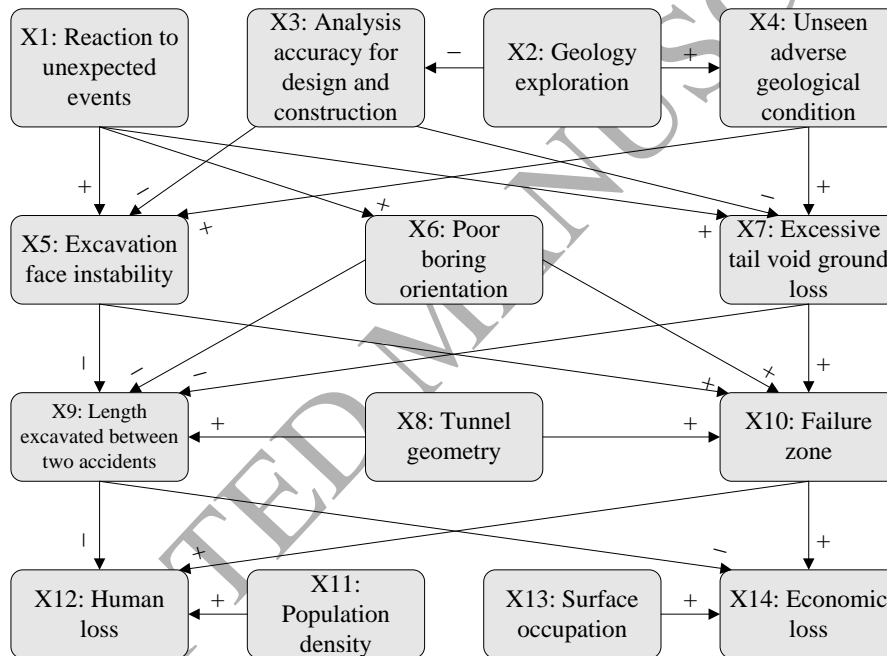 X1: Reaction to
unexpected
events
X3: Analysis
accuracy for
design and
construction
−
X2: Geology
exploration
+
X4: Unseen
adverse
geological
condition
+
−
+
+
+
−
+
X5: Excavation
face instability
X6: Poor
boring
orientation
X7: Excessive
tail void ground
loss
−
−
−
+
+
+
X9: Length
excavated between
two accidents
+
X8: Tunnel
geometry
+
X10: Failure
zone
−
+
−
+
X12: Human
loss
+
X11:
Population
density
X13: Surface
occupation
+
X14: Economic
loss
TED MANUSC